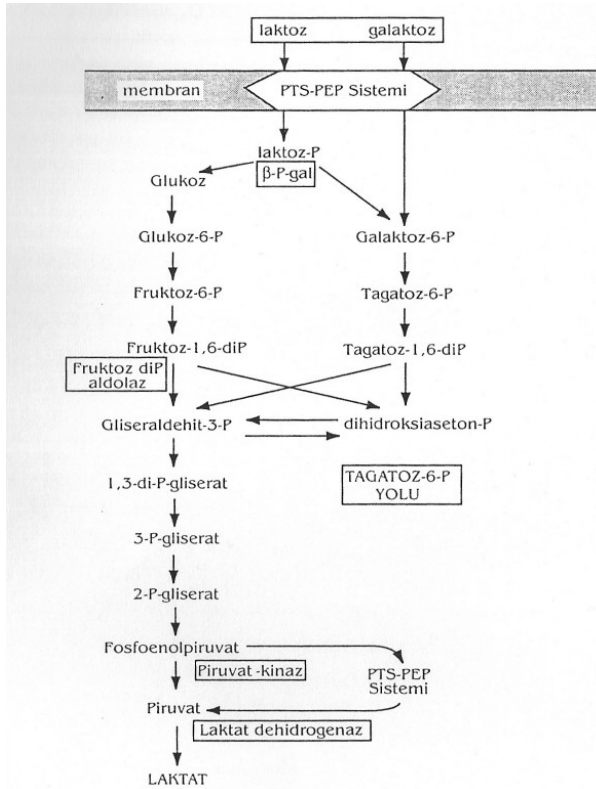 laktoz galaktoz
membran PTS-PEP Sistemi
laktoz-P
β-P-gal
Glukoz
Glukoz-6-P Galaktoz-6-P
Fruktoz-6-P Tagatoz-6-P
Fruktoz-1,6-diP Tagatoz-1,6-diP
Fruktoz diP
aldolaz
Gliseraldehit-3-P dihidroksiaseton-P
1,3-di-P-gliserat
TAGATOZ-6-P
YOLU
3-P-gliserat
2-P-gliserat
Fosfoenolpiruvat
Piruvat -kinaz
PTS-PEP
Sistemi
Piruvat
Laktat dehidrogenaz
LAKTAT